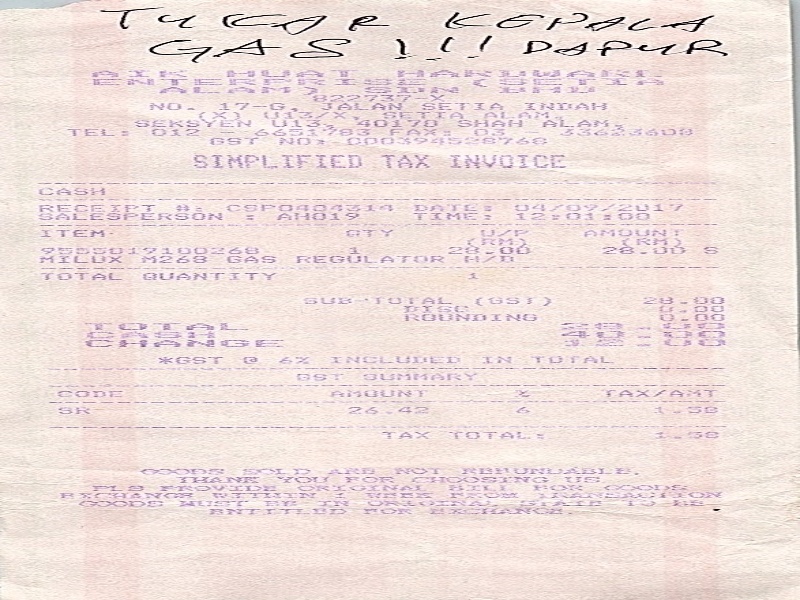 TUKAR KEPALA
GAS !!! DAPUR
AIK HUAT HARDWARE
ENTERPRISE (SETIA
ALAM) SDN BHD
822737-X
NO. 17-G, JALAN SETIA INDAH
(X) U13/X, SETIA ALAM,
SEKSYEN U13, 40170 SHAH ALAM,
TEL: 012 - 6651783 FAX: 03 - 33623608
GST NO: 000394528768
SIMPLIFIED TAX INVOICE
CASH
RECEIPT #: CSP0404314 DATE: 04/09/2017
SALESPERSON : AH019 TIME: 12:01:00
ITEM QTY U/P AMOUNT
(RM) (RM)
9555019100268 1 28.00 28.00 S
MILUX M268 GAS REGULATOR H/D
TOTAL QUANTITY 1
SUB-TOTAL (GST) 28.00
DISC 0.00
ROUNDING 0.00
TOTAL 28.00
CASH
CHANGE
*GST @ 6% INCLUDED IN TOTAL
GST SUMMARY
CODE AMOUNT % TAX/AMT
SR 26.42 6 1.58
TAX TOTAL: 1.58
GOODS SOLD ARE NOT REFUNDABLE,
THANK YOU FOR CHOOSING US.
PLS PROVIDE ORIGINAL BILL FOR GOODS
EXCHANGE WITHIN 1 WEEK FROM TRANSACTION
GOODS MUST BE IN ORIGINAL STATE TO BE
ENTITLED FOR EXCHANGE.